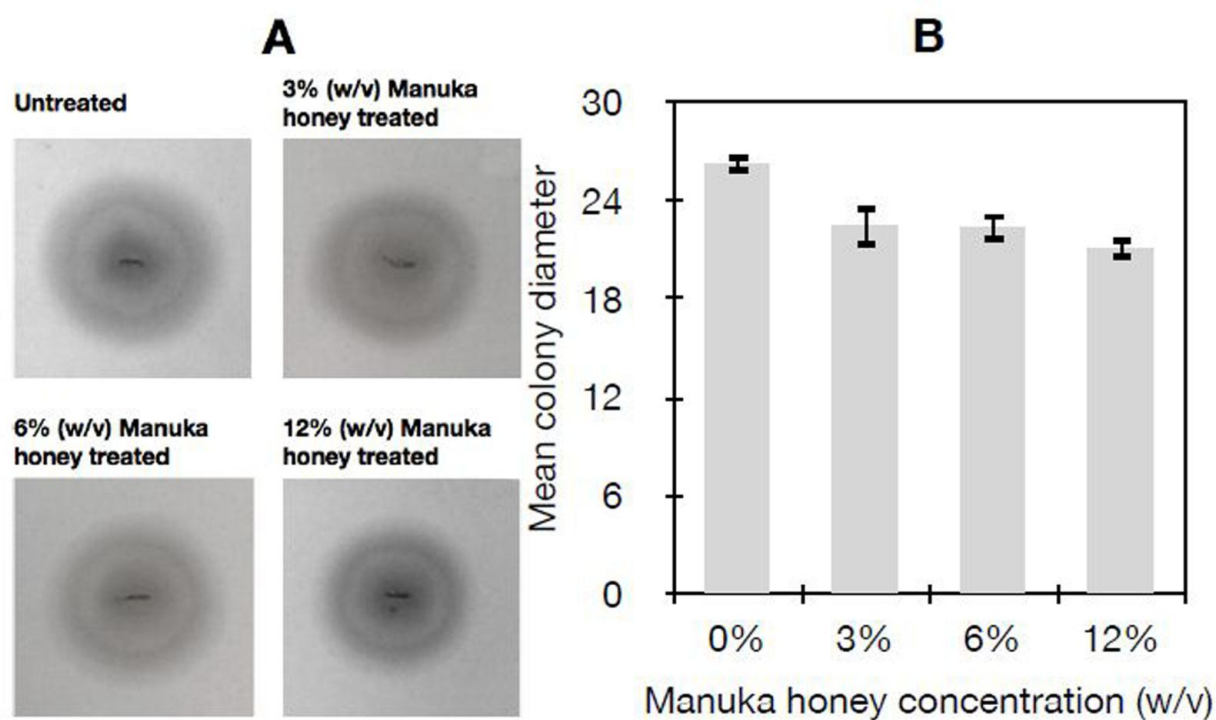 A
Untreated
3% (w/v) Manuka
honey treated
6% (w/v) Manuka
honey treated
12% (w/v) Manuka
honey treated
B
Mean colony diameter
30
24
18
12
6
0
0% 3% 6% 12%
Manuka honey concentration (w/v)